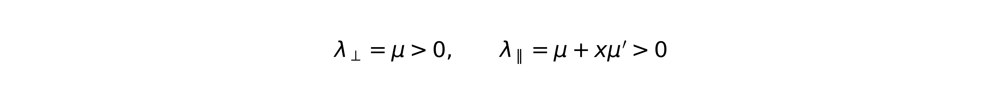 λ⊥ = μ > 0,   λ∥ = μ + xμ′ > 0